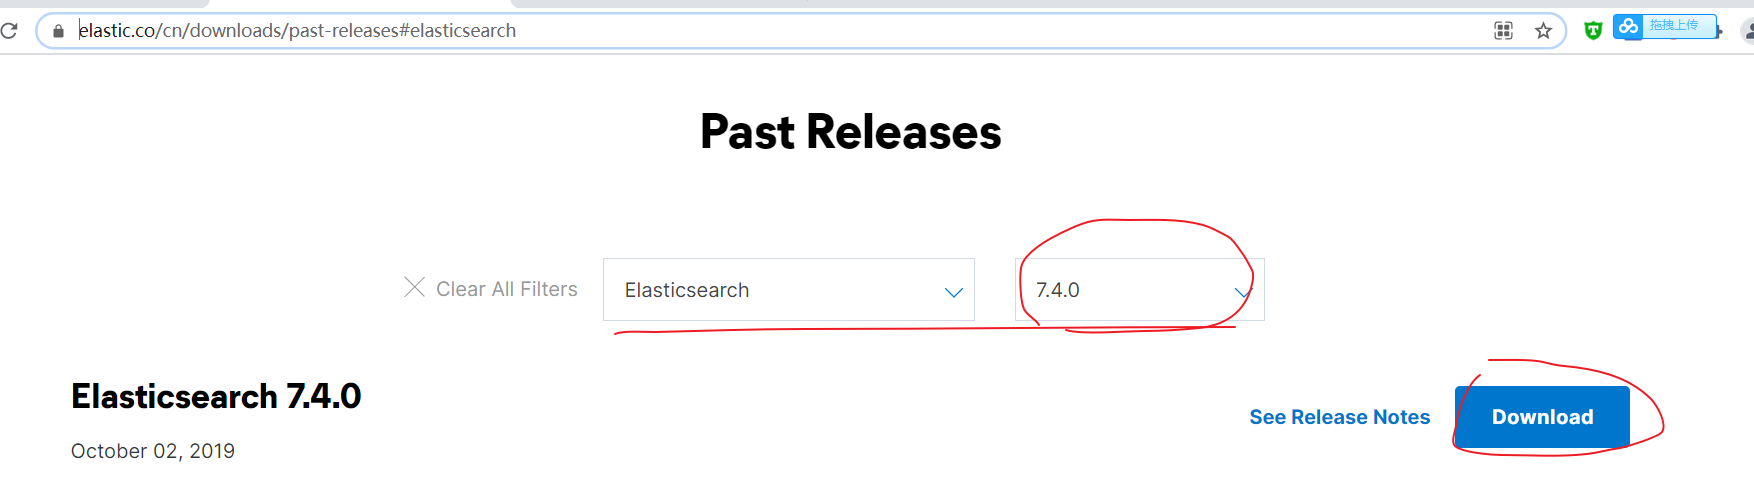 elastic.co/cn/downloads/past-releases#elasticsearch
拖拽上传
Past Releases
Clear All Filters
Elasticsearch
7.4.0
Elasticsearch 7.4.0
See Release Notes
Download
October 02, 2019